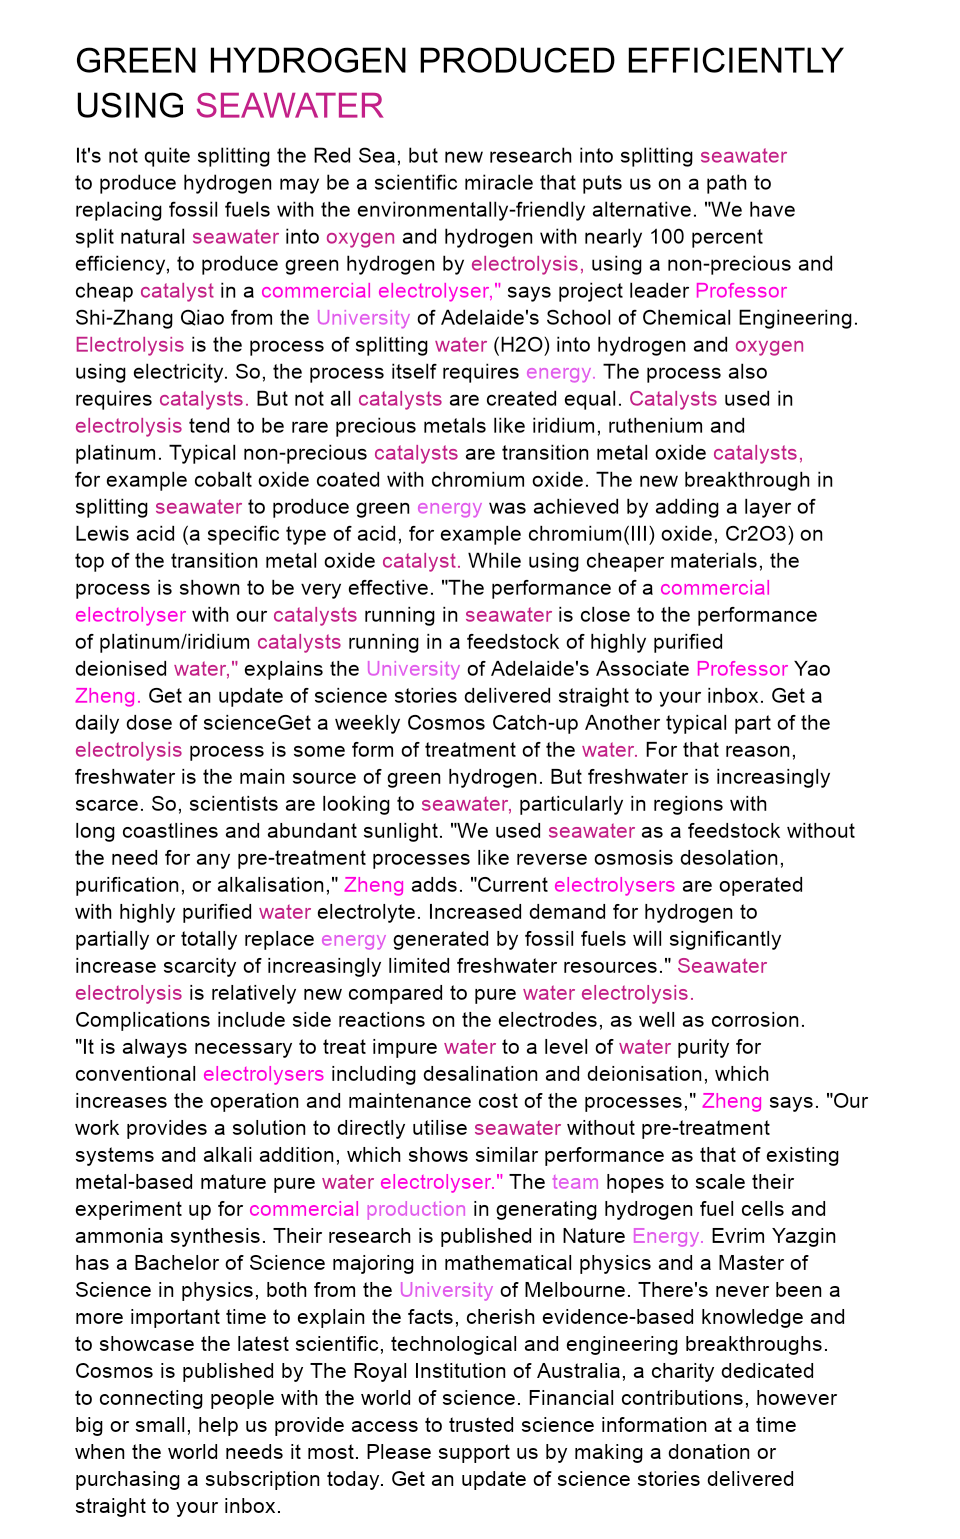 GREEN HYDROGEN PRODUCED EFFICIENTLY
USING SEAWATER
It's not quite splitting the Red Sea, but new research into splitting seawater
to produce hydrogen may be a scientific miracle that puts us on a path to
replacing fossil fuels with the environmentally-friendly alternative. "We have
split natural seawater into oxygen and hydrogen with nearly 100 percent
efficiency, to produce green hydrogen by electrolysis, using a non-precious and
cheap catalyst in a commercial electrolyser," says project leader Professor
Shi-Zhang Qiao from the University of Adelaide's School of Chemical Engineering.
Electrolysis is the process of splitting water (H2O) into hydrogen and oxygen
using electricity. So, the process itself requires energy. The process also
requires catalysts. But not all catalysts are created equal. Catalysts used in
electrolysis tend to be rare precious metals like iridium, ruthenium and
platinum. Typical non-precious catalysts are transition metal oxide catalysts,
for example cobalt oxide coated with chromium oxide. The new breakthrough in
splitting seawater to produce green energy was achieved by adding a layer of
Lewis acid (a specific type of acid, for example chromium(III) oxide, Cr2O3) on
top of the transition metal oxide catalyst. While using cheaper materials, the
process is shown to be very effective. "The performance of a commercial
electrolyser with our catalysts running in seawater is close to the performance
of platinum/iridium catalysts running in a feedstock of highly purified
deionised water," explains the University of Adelaide's Associate Professor Yao
Zheng. Get an update of science stories delivered straight to your inbox. Get a
daily dose of scienceGet a weekly Cosmos Catch-up Another typical part of the
electrolysis process is some form of treatment of the water. For that reason,
freshwater is the main source of green hydrogen. But freshwater is increasingly
scarce. So, scientists are looking to seawater, particularly in regions with
long coastlines and abundant sunlight. "We used seawater as a feedstock without
the need for any pre-treatment processes like reverse osmosis desolation,
purification, or alkalisation," Zheng adds. "Current electrolysers are operated
with highly purified water electrolyte. Increased demand for hydrogen to
partially or totally replace energy generated by fossil fuels will significantly
increase scarcity of increasingly limited freshwater resources." Seawater
electrolysis is relatively new compared to pure water electrolysis.
Complications include side reactions on the electrodes, as well as corrosion.
"It is always necessary to treat impure water to a level of water purity for
conventional electrolysers including desalination and deionisation, which
increases the operation and maintenance cost of the processes," Zheng says. "Our
work provides a solution to directly utilise seawater without pre-treatment
systems and alkali addition, which shows similar performance as that of existing
metal-based mature pure water electrolyser." The team hopes to scale their
experiment up for commercial production in generating hydrogen fuel cells and
ammonia synthesis. Their research is published in Nature Energy. Evrim Yazgin
has a Bachelor of Science majoring in mathematical physics and a Master of
Science in physics, both from the University of Melbourne. There's never been a
more important time to explain the facts, cherish evidence-based knowledge and
to showcase the latest scientific, technological and engineering breakthroughs.
Cosmos is published by The Royal Institution of Australia, a charity dedicated
to connecting people with the world of science. Financial contributions, however
big or small, help us provide access to trusted science information at a time
when the world needs it most. Please support us by making a donation or
purchasing a subscription today. Get an update of science stories delivered
straight to your inbox.